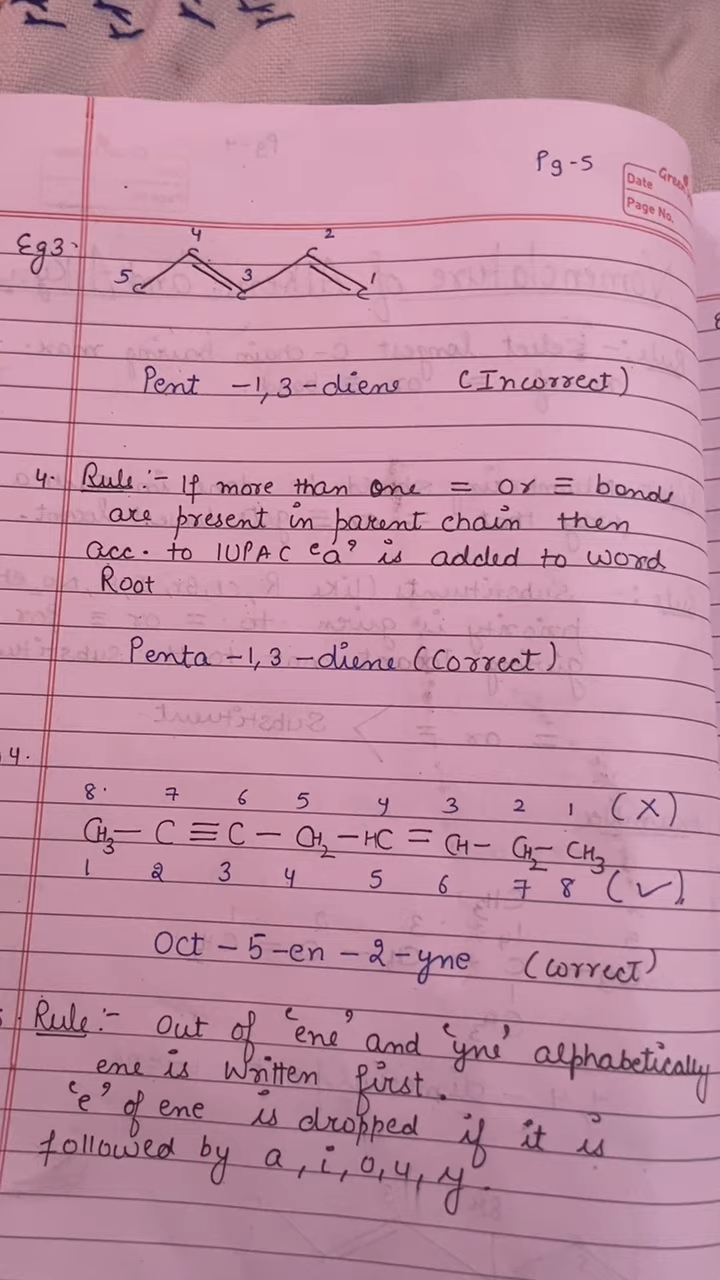 Pg-5
Date
Page No.
Eg3.
5 4 3 2 1
C C C C C
Pent -1,3-diene (Incorrect)
4. Rule:- If more than one = or ≡ bonds
are present in parent chain then
acc. to IUPAC 'a' is added to word
Root
Penta -1,3-diene (Correct)
4.
8. 7 6 5 4 3 2 1 (X)
CH₃ — C ≡ C — CH₂ — HC = CH — CH₂ — CH₃
1 2 3 4 5 6 7 8 (✓)
Oct - 5-en - 2-yne (correct)
Rule:- Out of 'ene' and 'yne' alphabetically
ene is written first.
'e' of ene is dropped if it is
followed by a, i, o, u, y.